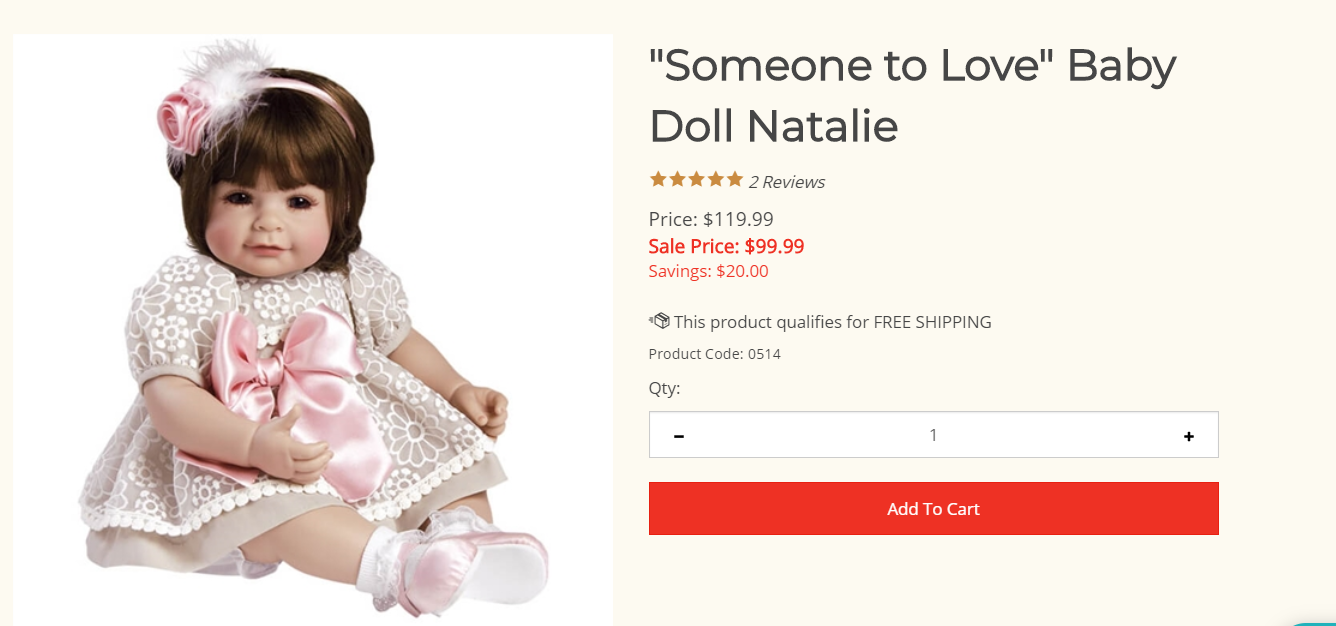 "Someone to Love" Baby
Doll Natalie
2 Reviews
Price: $119.99
Sale Price: $99.99
Savings: $20.00
This product qualifies for FREE SHIPPING
Product Code: 0514
Qty:
- 1 +
Add To Cart